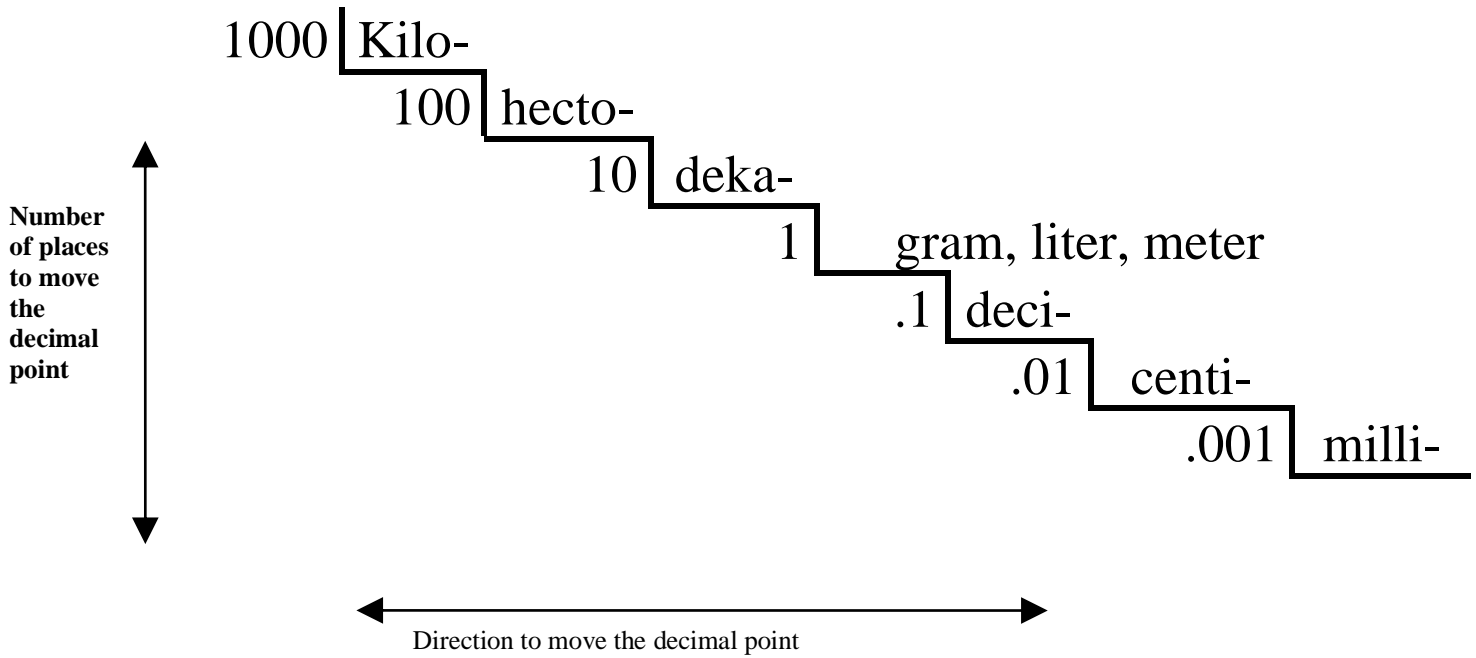 1000 Kilo-
100 hecto-
10 deka-
Number
of places
to move
the
decimal
point
1 gram, liter, meter
.1 deci-
.01 centi-
.001 milli-
Direction to move the decimal point